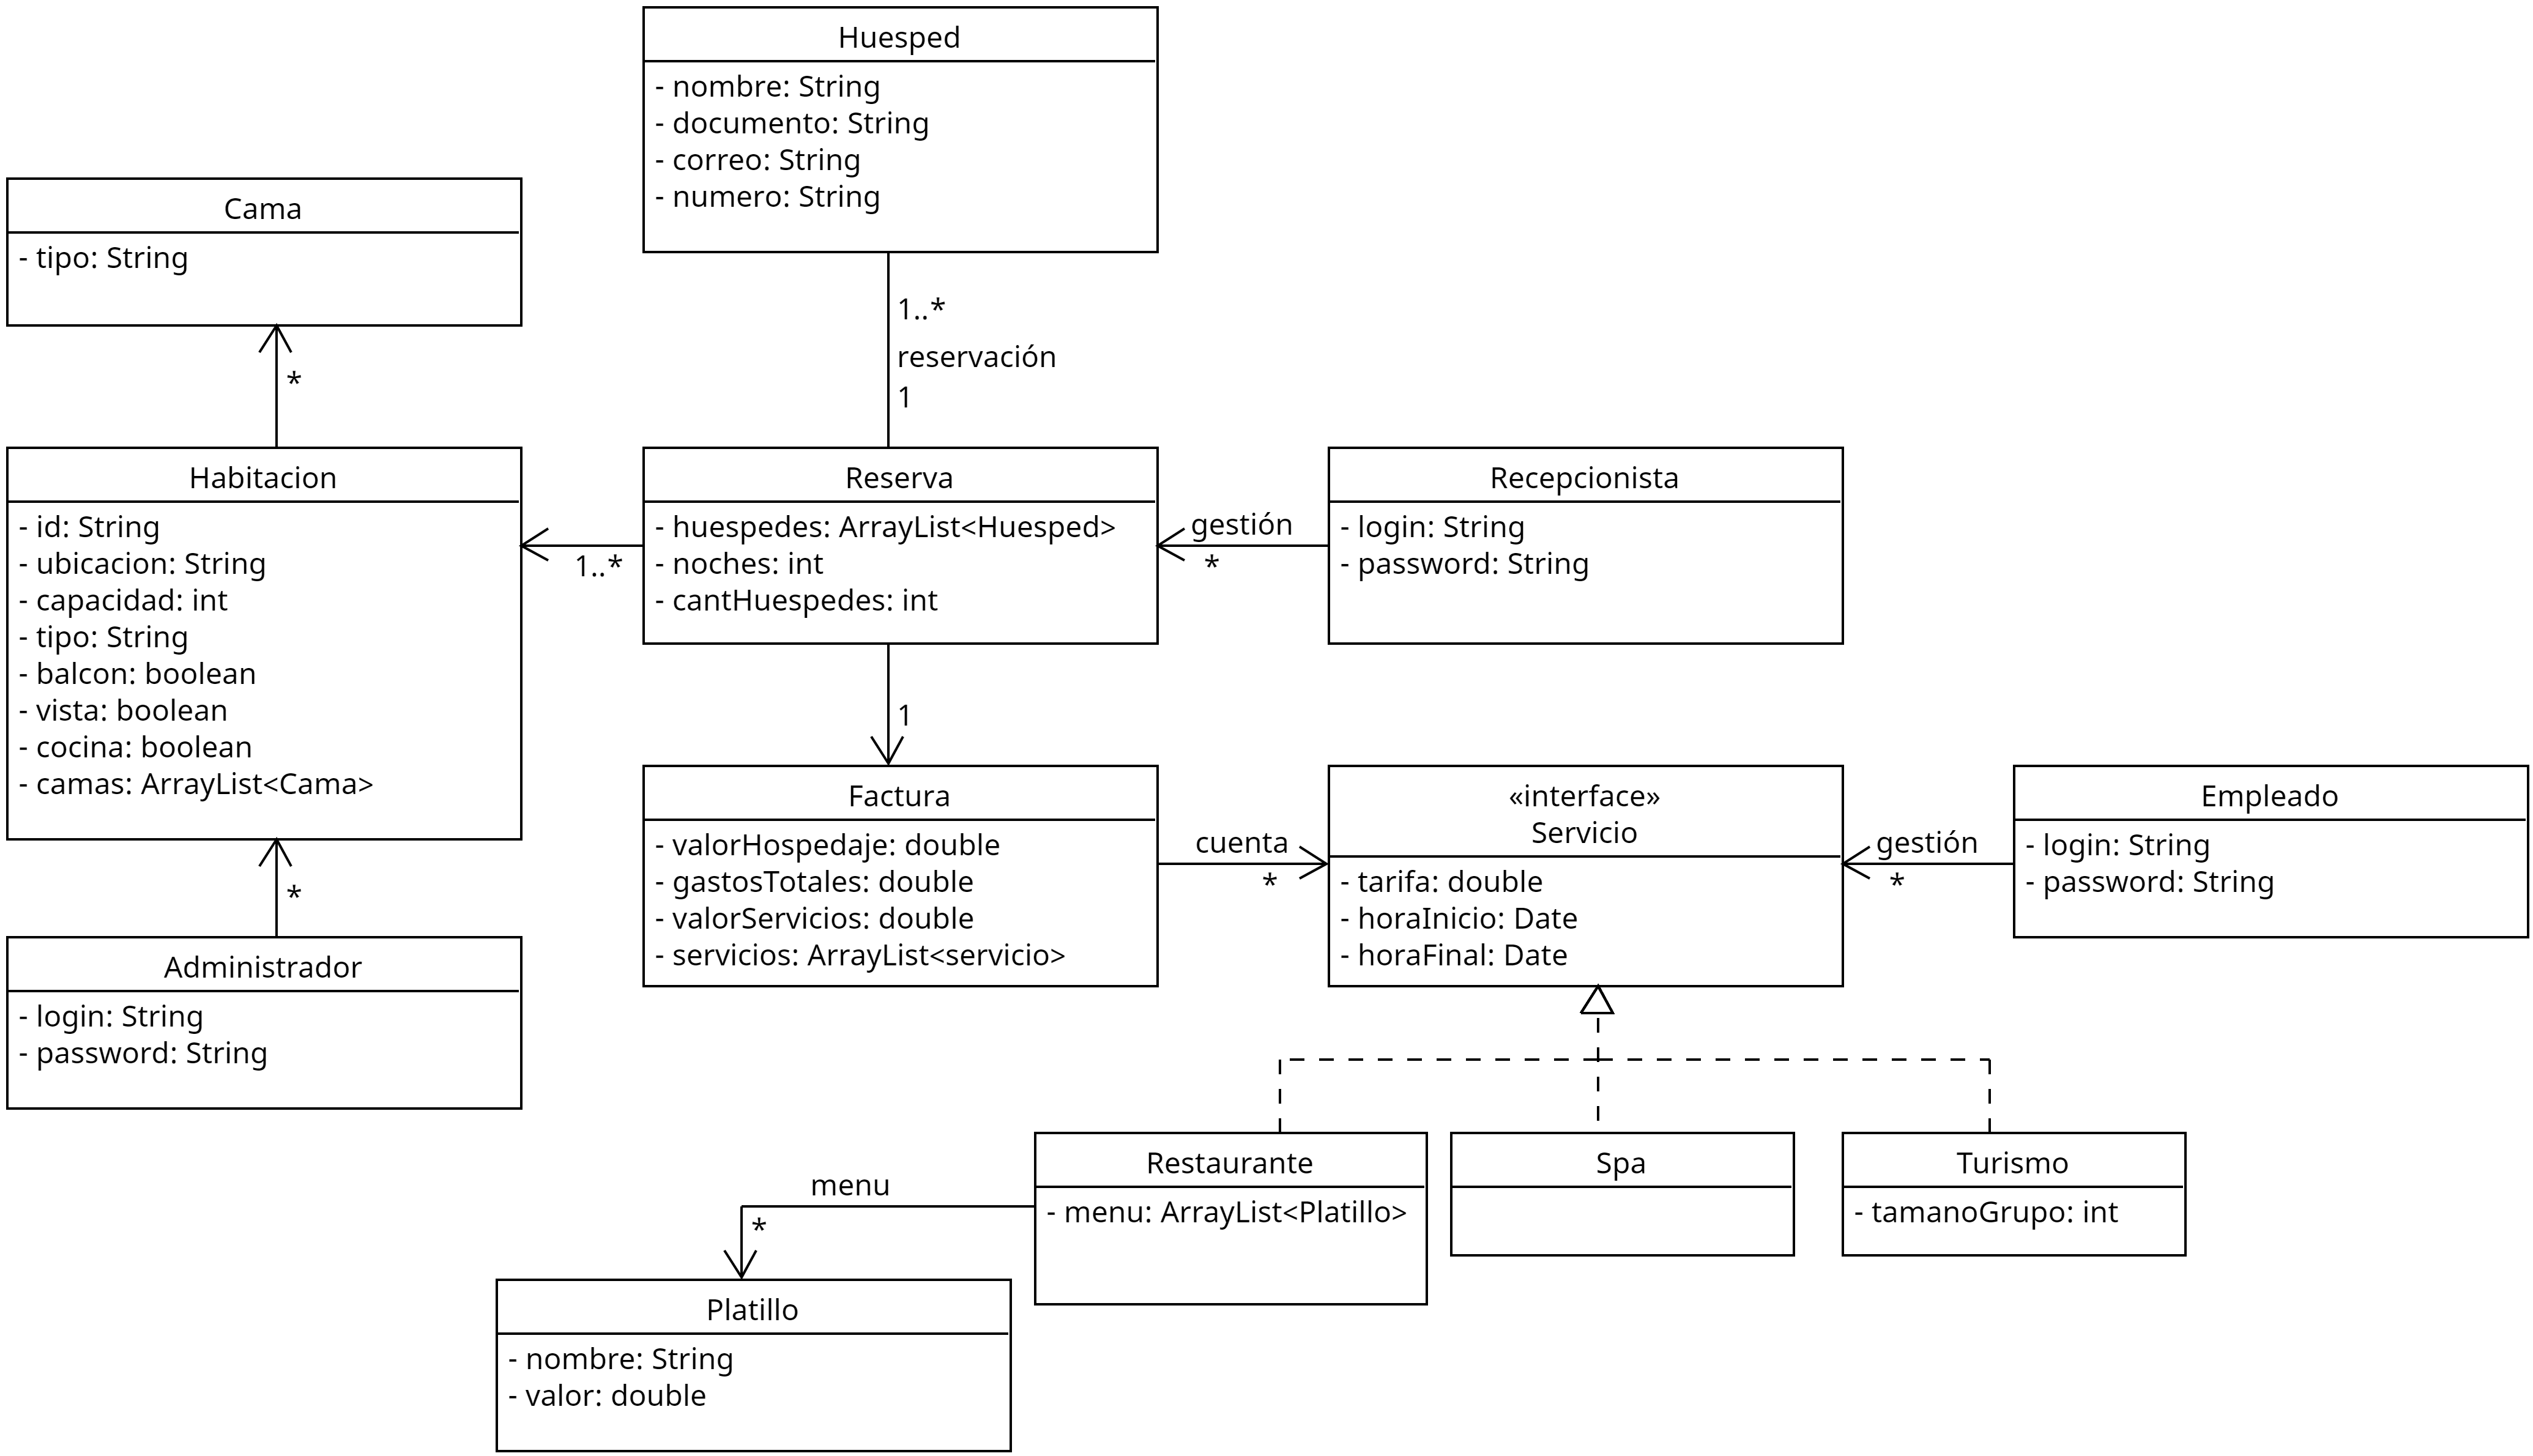 Huesped
- nombre: String
- documento: String
- correo: String
- numero: String
Cama
- tipo: String
1..*
reservación
1
*
Habitacion
- id: String
- ubicacion: String
- capacidad: int
- tipo: String
- balcon: boolean
- vista: boolean
- cocina: boolean
- camas: ArrayList<Cama>
1..*
Reserva
- huespedes: ArrayList<Huesped>
- noches: int
- cantHuespedes: int
gestión
*
Recepcionista
- login: String
- password: String
1
*
Administrador
- login: String
- password: String
Factura
- valorHospedaje: double
- gastosTotales: double
- valorServicios: double
- servicios: ArrayList<servicio>
cuenta
*
«interface»
Servicio
- tarifa: double
- horaInicio: Date
- horaFinal: Date
gestión
*
Empleado
- login: String
- password: String
menu
*
Restaurante
- menu: ArrayList<Platillo>
Spa
Turismo
- tamanoGrupo: int
Platillo
- nombre: String
- valor: double